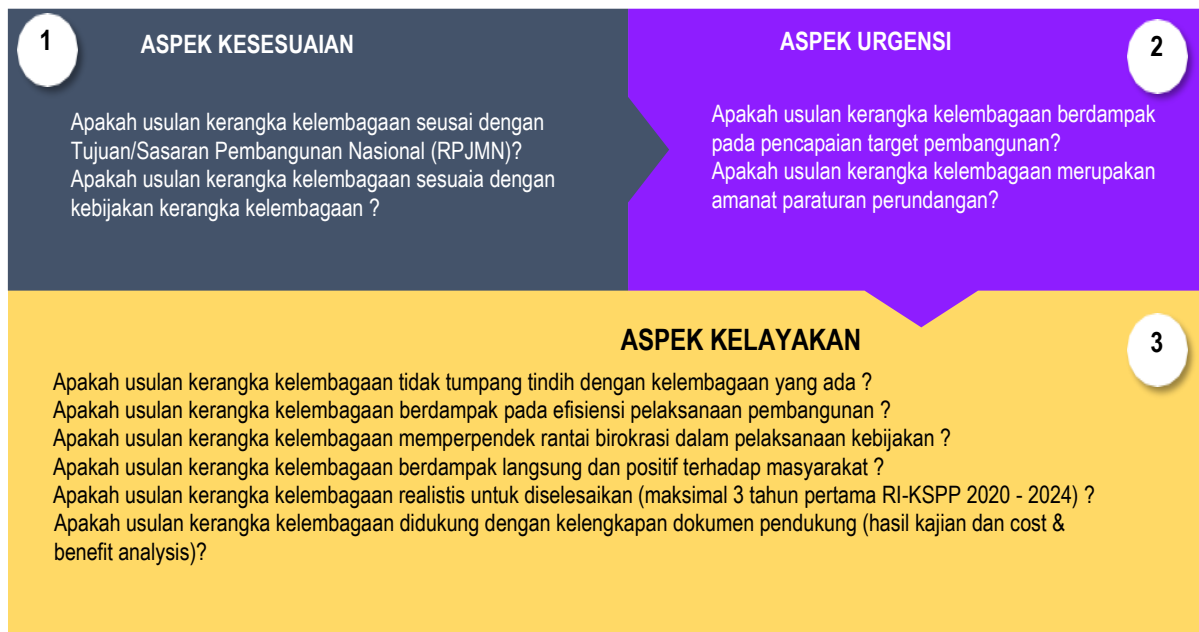 1
ASPEK KESESUAIAN
Apakah usulan kerangka kelembagaan seusai dengan
Tujuan/Sasaran Pembangunan Nasional (RPJMN)?
Apakah usulan kerangka kelembagaan sesuaia dengan
kebijakan kerangka kelembagaan ?
ASPEK URGENSI
2
Apakah usulan kerangka kelembagaan berdampak
pada pencapaian target pembangunan?
Apakah usulan kerangka kelembagaan merupakan
amanat paraturan perundangan?
ASPEK KELAYAKAN
3
Apakah usulan kerangka kelembagaan tidak tumpang tindih dengan kelembagaan yang ada ?
Apakah usulan kerangka kelembagaan berdampak pada efisiensi pelaksanaan pembangunan ?
Apakah usulan kerangka kelembagaan memperpendek rantai birokrasi dalam pelaksanaan kebijakan ?
Apakah usulan kerangka kelembagaan berdampak langsung dan positif terhadap masyarakat ?
Apakah usulan kerangka kelembagaan realistis untuk diselesaikan (maksimal 3 tahun pertama RI-KSPP 2020 - 2024) ?
Apakah usulan kerangka kelembagaan didukung dengan kelengkapan dokumen pendukung (hasil kajian dan cost &
benefit analysis)?